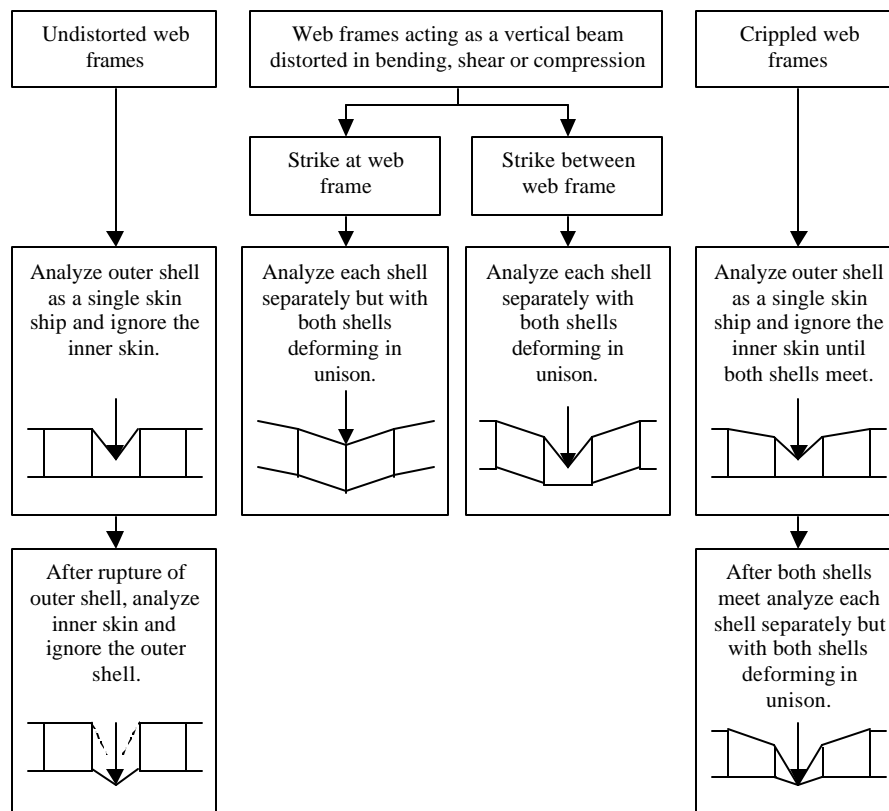 Undistorted web
frames
Web frames acting as a vertical beam
distorted in bending, shear or compression
Crippled web
frames
Strike at web
frame
Strike between
web frame
Analyze outer shell
as a single skin
ship and ignore the
inner skin.
Analyze each shell
separately but with
both shells
deforming in
unison.
Analyze each shell
separately with
both shells
deforming in
unison.
Analyze outer shell
as a single skin
ship and ignore the
inner skin until
both shells meet.
After rupture of
outer shell, analyze
inner skin and
ignore the outer
shell.
After both shells
meet analyze each
shell separately but
with both shells
deforming in
unison.